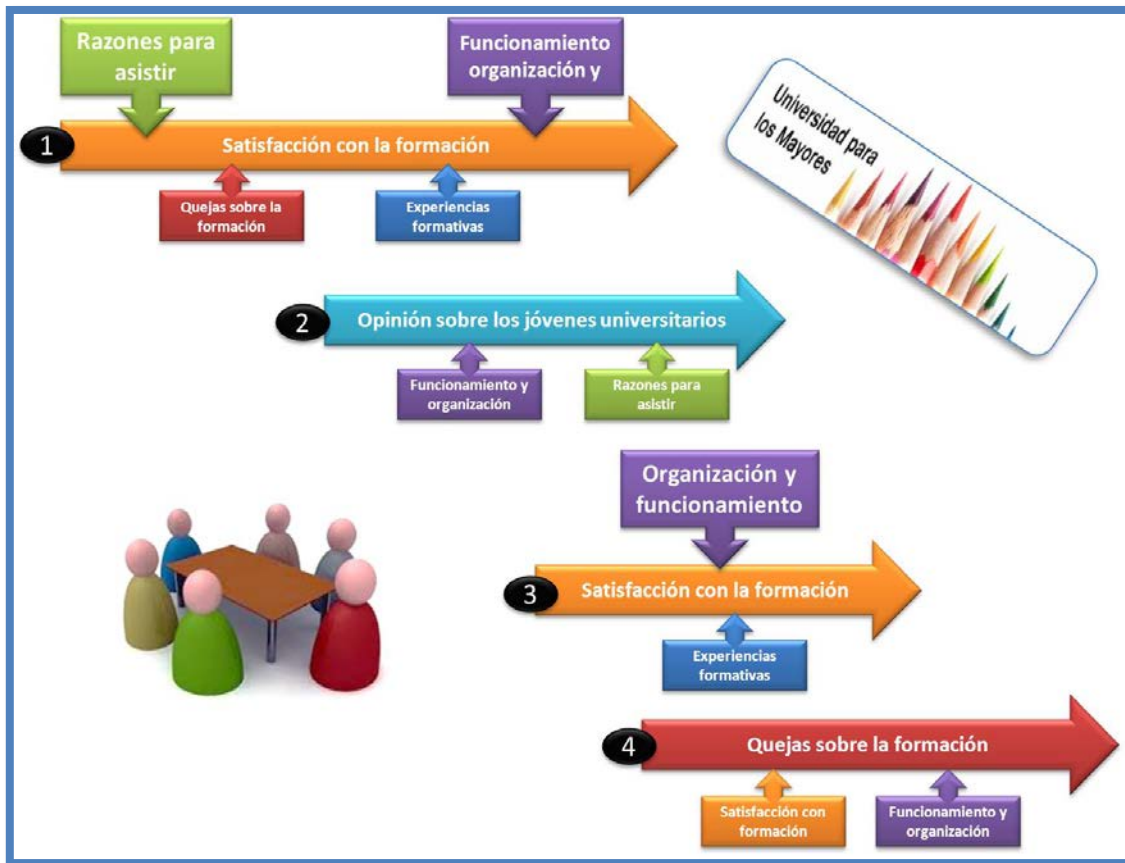 Razones para
asistir
Funcionamiento
organización y
1
Satisfacción con la formación
Quejas sobre la
formación
Experiencias
formativas
Universidad para
los Mayores
2
Opinión sobre los jóvenes universitarios
Funcionamiento y
organización
Razones para
asistir
Organización y
funcionamiento
3
Satisfacción con la formación
Experiencias
formativas
4
Quejas sobre la formación
Satisfacción con
formación
Funcionamiento y
organización